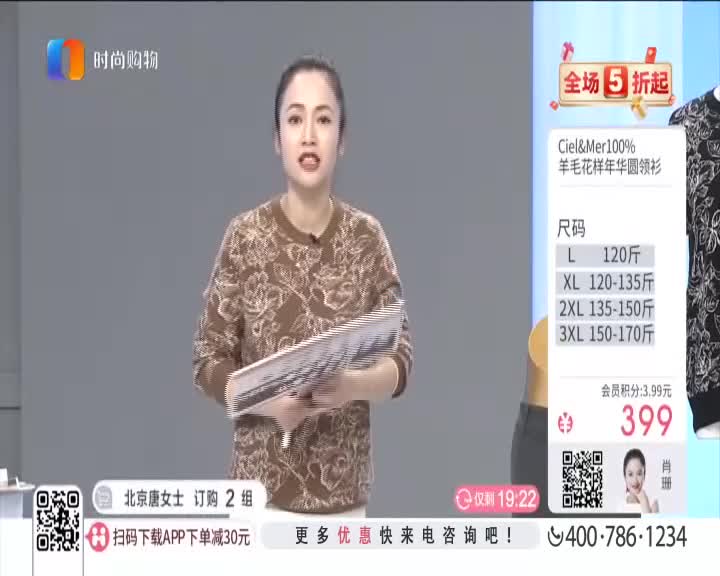 时尚购物
全场5折起
Ciel&Mer100%
羊毛花样年华圆领衫
尺码
L 120斤
XL 120-135斤
2XL 135-150斤
3XL 150-170斤
会员积分:3.99元
399
肖珊
北京唐女士 订购 2 组
仅剩 19:22
扫码下载APP下单减30元
更多优惠快来电咨询吧!
400·786·1234